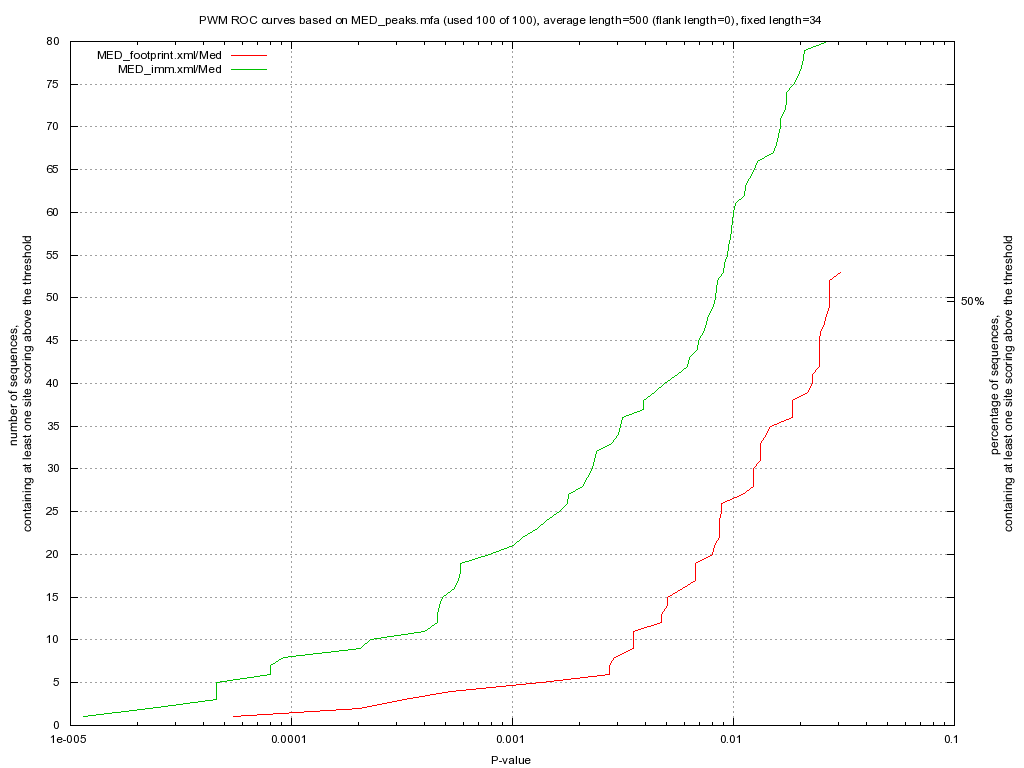 PWM ROC curves based on MED_peaks.mfa (used 100 of 100), average length=500 (flank length=0), fixed length=34
MED_footprint.xml/Med
MED_imm.xml/Med
80
75
70
65
60
55
50
45
40
35
30
25
20
15
10
5
0
number of sequences,
containing at least one site scoring above the threshold
50%
percentage of sequences,
containing at least one site scoring above the threshold
1e-005
0.0001
0.001
0.01
0.1
P-value